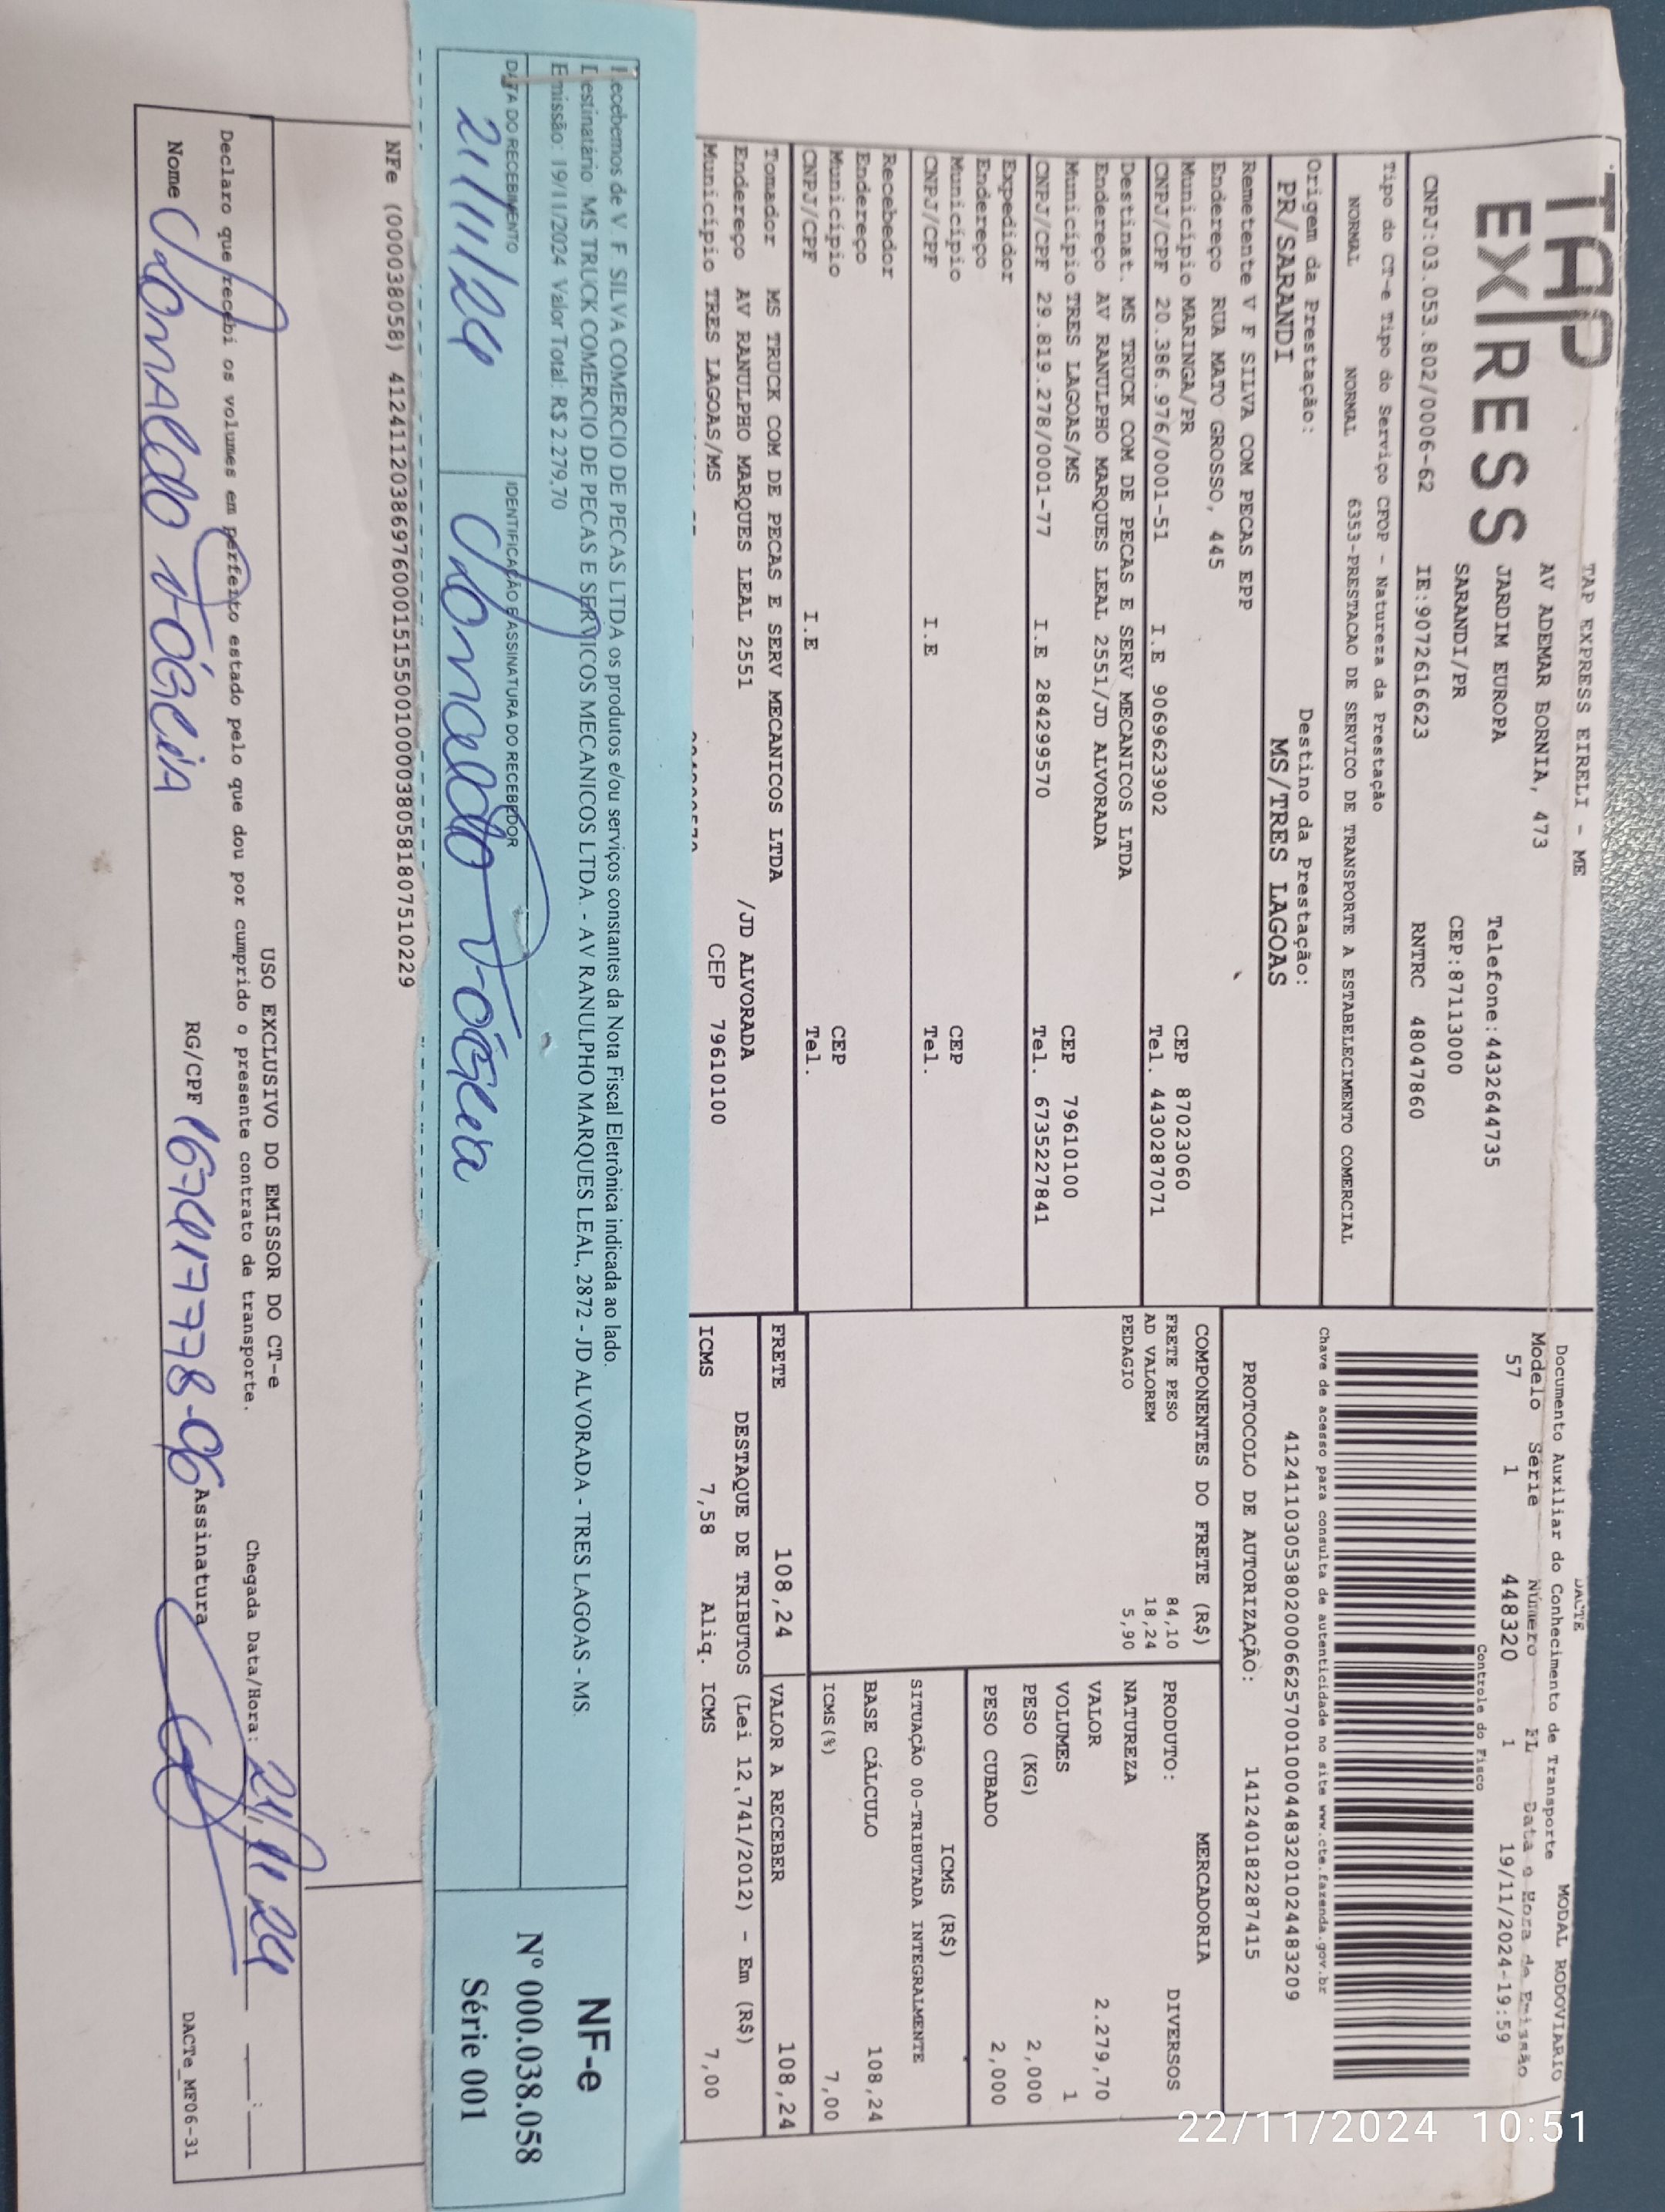 TAP EXPRESS
TAP EXPRESS EIRELI - ME
AV ADEMAR BORNIA, 473
JARDIM EUROPA Telefone:4432644735
SARANDI/PR CEP:87113000
CNPJ:03.053.802/0006-62 IE:9072616623 RNTRC 48047860
Tipo do CT-e Tipo do Serviço CFOP - Natureza da Prestação
NORMAL NORMAL 6353-PRESTACAO DE SERVICO DE TRANSPORTE A ESTABELECIMENTO COMERCIAL
Origem da Prestação: Destino da Prestação:
PR/SARANDI MS/TRES LAGOAS
DACTE MODAL RODOVIARIO
Documento Auxiliar do Conhecimento de Transporte
Modelo Série Número FL Data e Hora de Emissão
57 1 448320 1 19/11/2024-19:59
Controle do Fisco
Chave de acesso para consulta de autenticidade no site www.cte.fazenda.gov.br
41241103053802000662570010004483201024483209
PROTOCOLO DE AUTORIZAÇÃO: 141240182287415
Remetente V F SILVA COM PECAS EPP
Endereço RUA MATO GROSSO, 445
Município MARINGA/PR CEP 87023060
CNPJ/CPF 20.386.976/0001-51 I.E 9069623902 Tel. 4430287071
Destinat. MS TRUCK COM DE PECAS E SERV MECANICOS LTDA
Endereço AV RANULPHO MARQUES LEAL 2551/JD ALVORADA
Município TRES LAGOAS/MS CEP 79610100
CNPJ/CPF 29.819.278/0001-77 I.E 284299570 Tel. 6735227841
Expedidor
Endereço
Município CEP
CNPJ/CPF I.E Tel.
Recebedor
Endereço
Município CEP
CNPJ/CPF I.E Tel.
Tomador MS TRUCK COM DE PECAS E SERV MECANICOS LTDA
Endereço AV RANULPHO MARQUES LEAL 2551 /JD ALVORADA
Município TRES LAGOAS/MS CEP 79610100
COMPONENTES DO FRETE (R$)
FRETE PESO 84,10
AD VALOREM 18,24
PEDAGIO 5,90
MERCADORIA
PRODUTO: DIVERSOS
NATUREZA
VALOR 2.279,70
VOLUMES 1
PESO (KG) 2,000
PESO CUBADO 2,000
ICMS (R$)
SITUAÇÃO 00-TRIBUTADA INTEGRALMENTE
BASE CÁLCULO 108,24
ICMS(%) 7,00
FRETE 108,24 VALOR A RECEBER 108,24
DESTAQUE DE TRIBUTOS (Lei 12,741/2012) - Em (R$)
ICMS 7,58 Aliq. ICMS 7,00
Recebemos de V. F. SILVA COMERCIO DE PECAS LTDA os produtos e/ou serviços constantes da Nota Fiscal Eletrônica indicada ao lado.
Destinatário: MS TRUCK COMERCIO DE PECAS E SERVICOS MECANICOS LTDA. - AV RANULPHO MARQUES LEAL, 2872 - JD ALVORADA - TRES LAGOAS - MS.
Emissão: 19/11/2024 Valor Total: R$ 2.279,70
DATA DO RECEBIMENTO IDENTIFICAÇÃO E ASSINATURA DO RECEBEDOR
21/11/24
NF-e
Nº 000.038.058
Série 001
NFe (000038058) 41241120386976000151550010000380581807510229
USO EXCLUSIVO DO EMISSOR DO CT-e
Declaro que recebi os volumes em perfeito estado pelo que dou por cumprido o presente contrato de transporte. Chegada Data/Hora: 21/11/24
Nome RG/CPF Assinatura
DACTe_MF06-31
22/11/2024 10:51